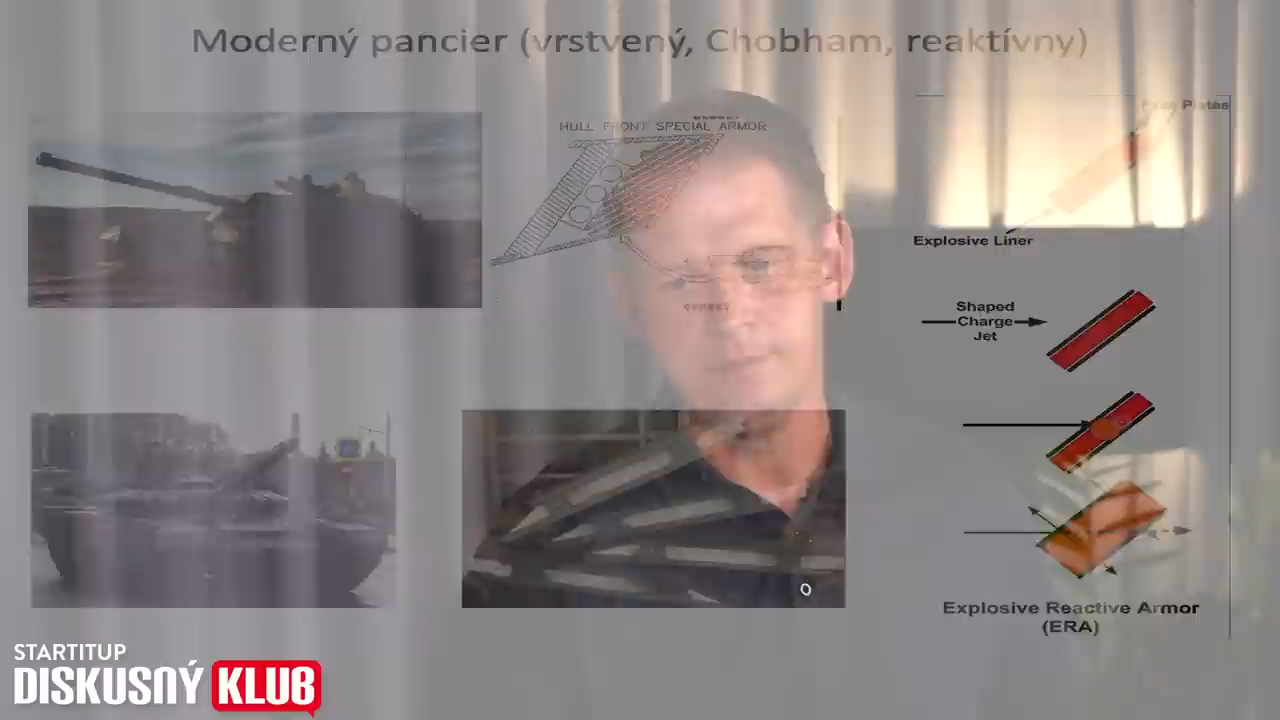 Moderný pancier (vrstvený, Chobham, reaktívny)
HULL FRONT SPECIAL ARMOR
Plates
Explosive Liner
Shaped
Charge
Jet
Explosive Reactive Armor
(ERA)
STARTITUP
DISKUSNÝ KLUB